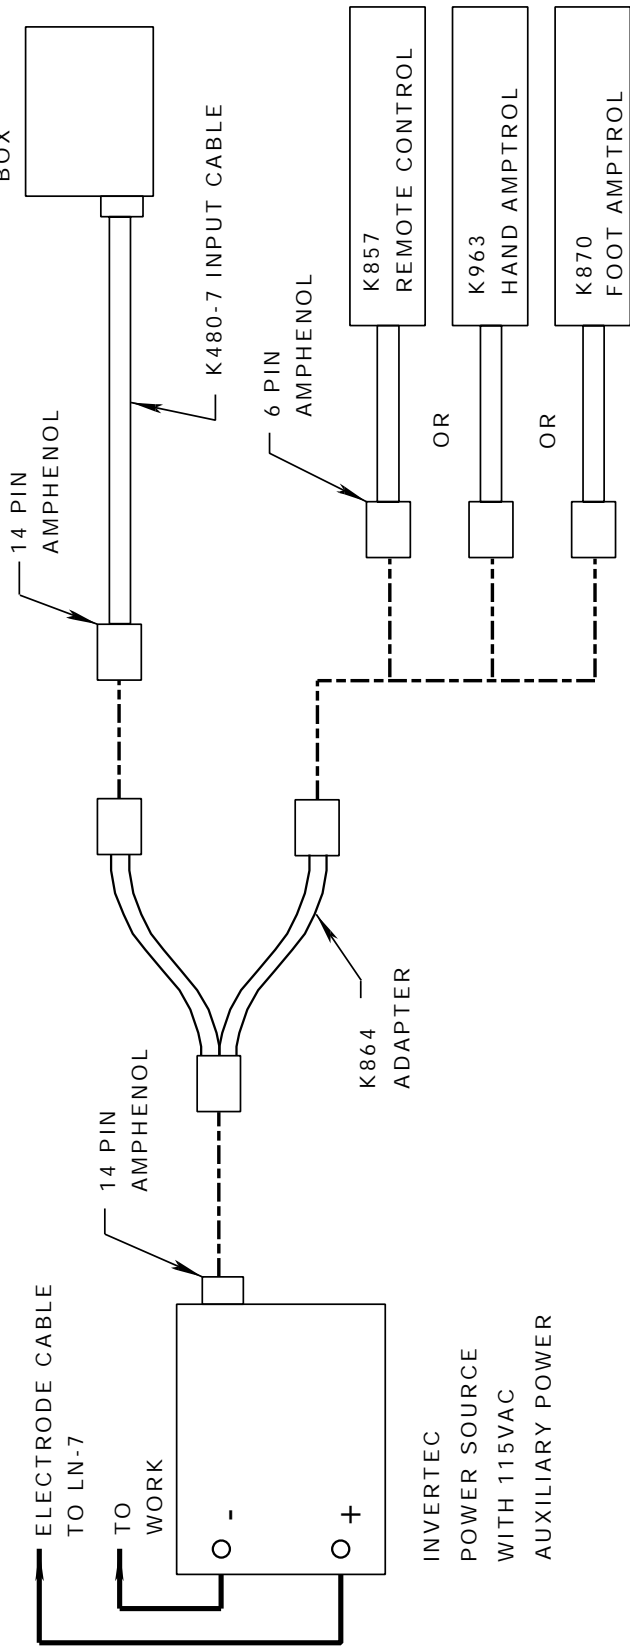 ELECTRODE CABLE
TO LN-7
TO
WORK
-
+
INVERTEC
POWER SOURCE
WITH 115VAC
AUXILIARY POWER
14 PIN
AMPHENOL
K864
ADAPTER
14 PIN
AMPHENOL
K480-7 INPUT CABLE
BOX
6 PIN
AMPHENOL
K857
REMOTE CONTROL
OR
K963
HAND AMPTROL
OR
K870
FOOT AMPTROL